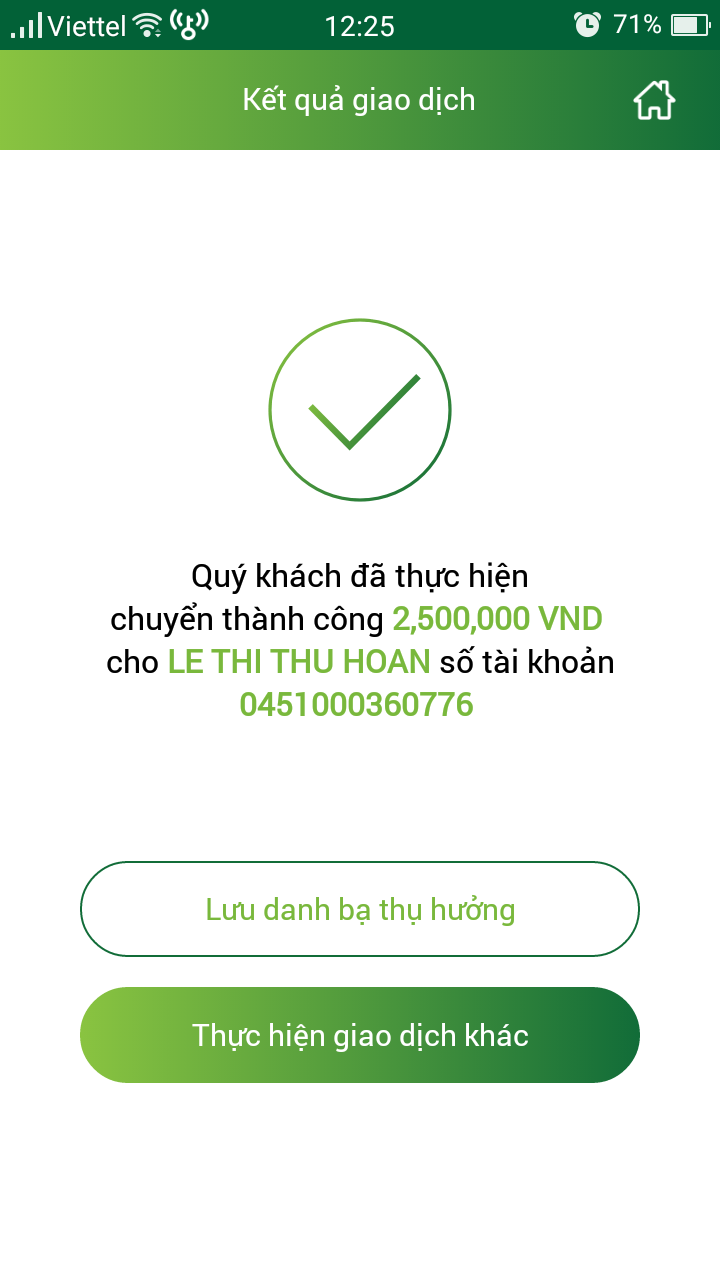 Viettel 12:25 71%
Kết quả giao dịch
Quý khách đã thực hiện
chuyển thành công 2,500,000 VND
cho LE THI THU HOAN số tài khoản
0451000360776
Lưu danh bạ thụ hưởng
Thực hiện giao dịch khác